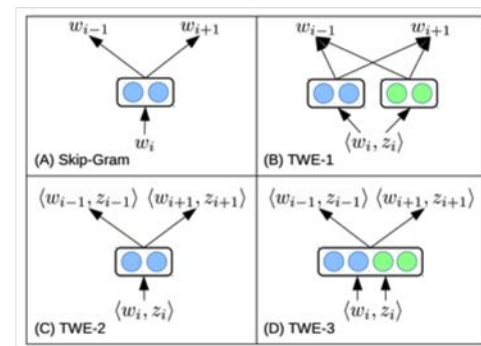 w_{i-1} w_{i+1}
w_i
(A) Skip-Gram
w_{i-1} w_{i+1}
⟨w_i, z_i⟩
(B) TWE-1
⟨w_{i-1}, z_{i-1}⟩ ⟨w_{i+1}, z_{i+1}⟩
⟨w_i, z_i⟩
(C) TWE-2
⟨w_{i-1}, z_{i-1}⟩ ⟨w_{i+1}, z_{i+1}⟩
⟨w_i, z_i⟩
(D) TWE-3